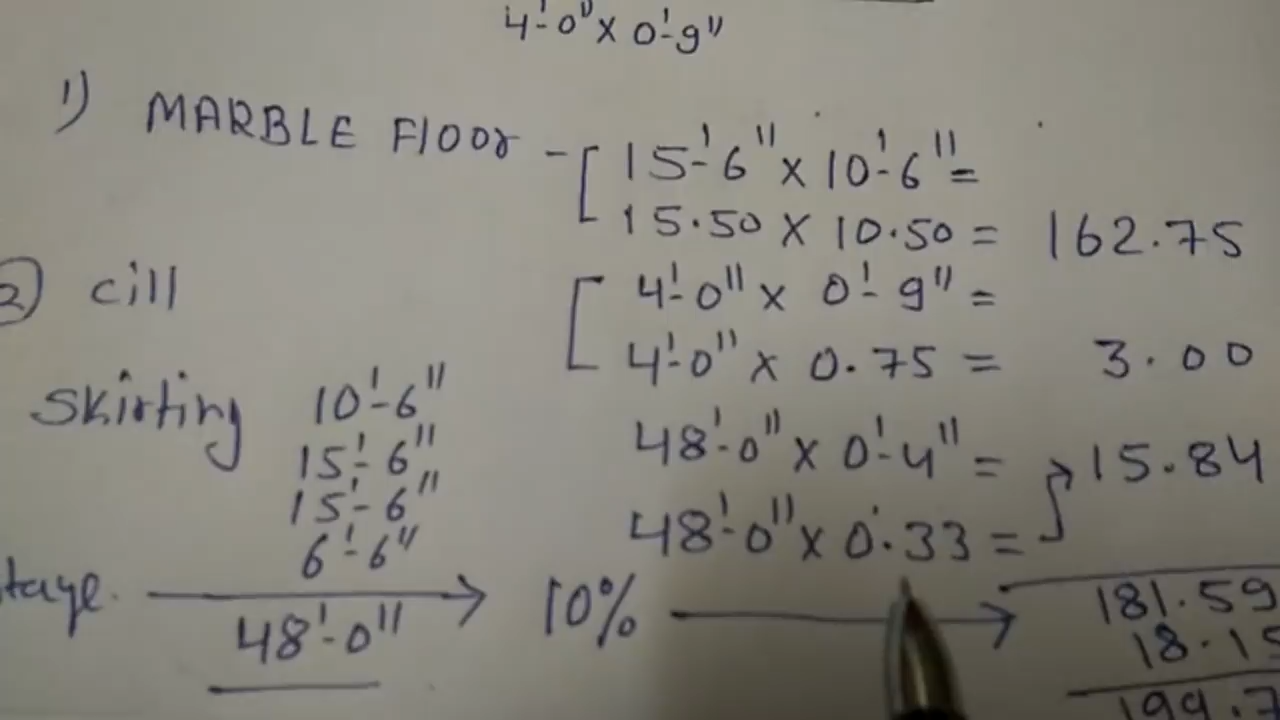 4'-0" X 0'-9"
1) MARBLE Floor - [ 15'-6" X 10'-6" =
15.50 X 10.50 = 162.75
2) cill [ 4'-0" X 0'-9" =
4'-0" X 0.75 = 3.00
skirting 10'-6"
48'-0" X 0'-4" = 15.84
15'-6"
15'-6"
48'-0" X 0.33 =
6'-6"
10% 181.59
48'-0" 18.15